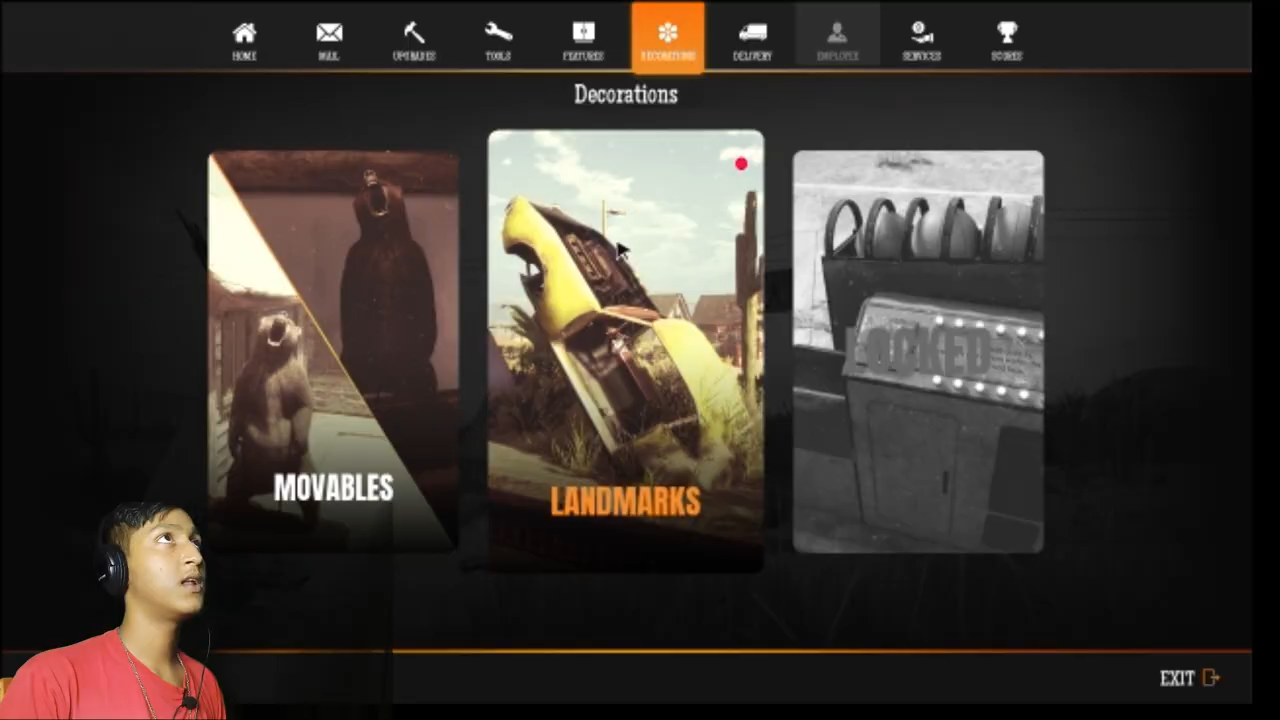 HOME MAIL UPGRADES TOOLS FEATURES DECORATIONS DELIVERY EMPLOYEE SERVICES SCORES
Decorations
LOCKED
MOVABLES
LANDMARKS
EXIT